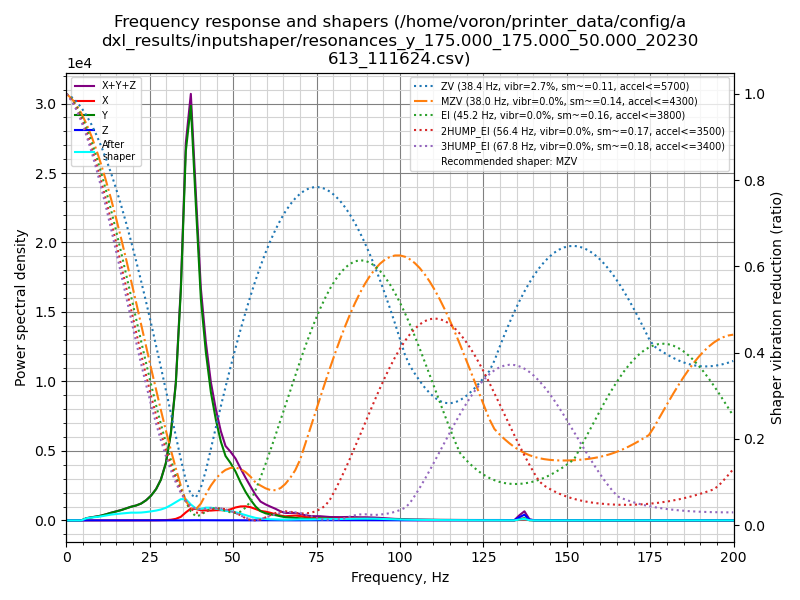 Frequency response and shapers (/home/voron/printer_data/config/a
dxl_results/inputshaper/resonances_y_175.000_175.000_50.000_20230
613_111624.csv)
1e4
X+Y+Z
X
Y
Z
After
shaper
ZV (38.4 Hz, vibr=2.7%, sm~=0.11, accel<=5700)
MZV (38.0 Hz, vibr=0.0%, sm~=0.14, accel<=4300)
EI (45.2 Hz, vibr=0.0%, sm~=0.16, accel<=3800)
2HUMP_EI (56.4 Hz, vibr=0.0%, sm~=0.17, accel<=3500)
3HUMP_EI (67.8 Hz, vibr=0.0%, sm~=0.18, accel<=3400)
Recommended shaper: MZV
Power spectral density
3.0
2.5
2.0
1.5
1.0
0.5
0.0
1.0
0.8
0.6
0.4
0.2
0.0
Shaper vibration reduction (ratio)
0 25 50 75 100 125 150 175 200
Frequency, Hz